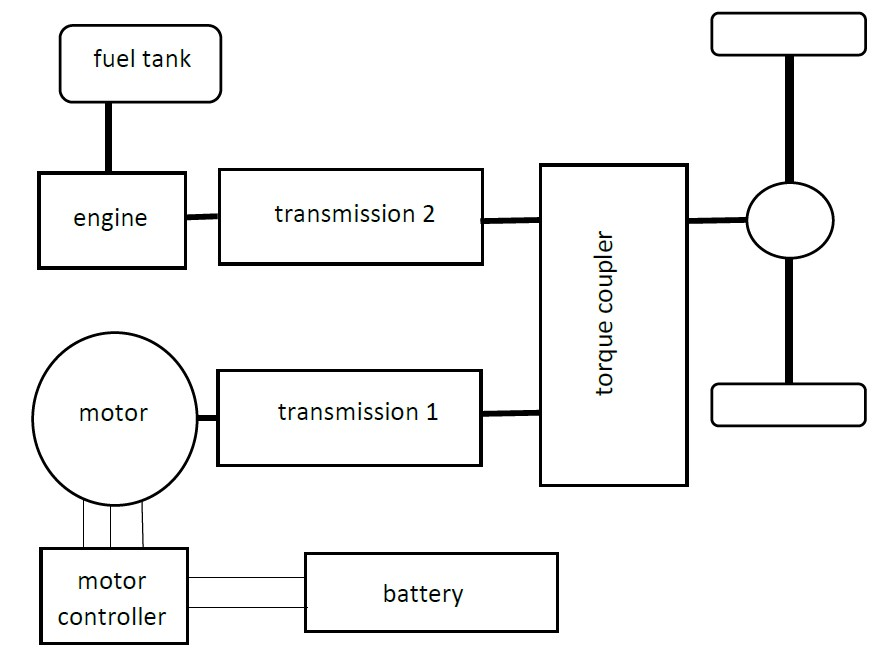 fuel tank
engine
transmission 2
torque coupler
motor
transmission 1
motor
controller
battery